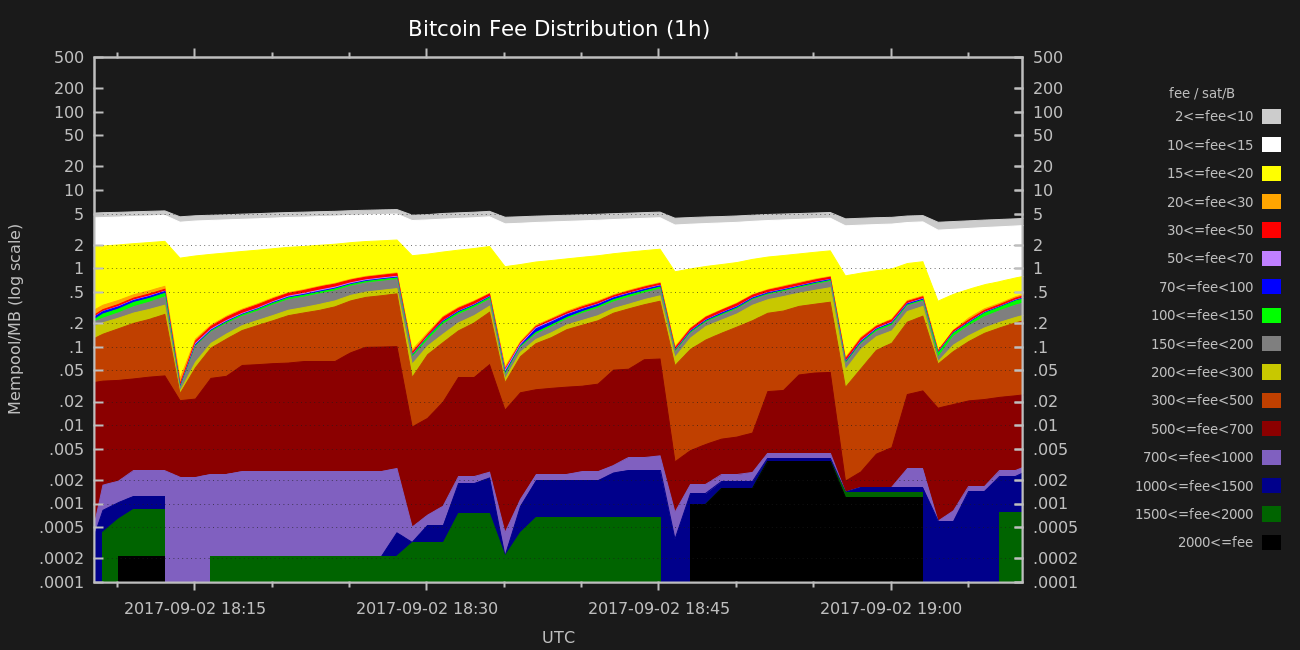 Bitcoin Fee Distribution (1h)
Mempool/MB (log scale)
500
200
100
50
20
10
5
2
1
.5
.2
.1
.05
.02
.01
.005
.002
.001
.0005
.0002
.0001
500
200
100
50
20
10
5
2
1
.5
.2
.1
.05
.02
.01
.005
.002
.001
.0005
.0002
.0001
2017-09-02 18:15
2017-09-02 18:30
2017-09-02 18:45
2017-09-02 19:00
UTC
fee / sat/B
2<=fee<10
10<=fee<15
15<=fee<20
20<=fee<30
30<=fee<50
50<=fee<70
70<=fee<100
100<=fee<150
150<=fee<200
200<=fee<300
300<=fee<500
500<=fee<700
700<=fee<1000
1000<=fee<1500
1500<=fee<2000
2000<=fee